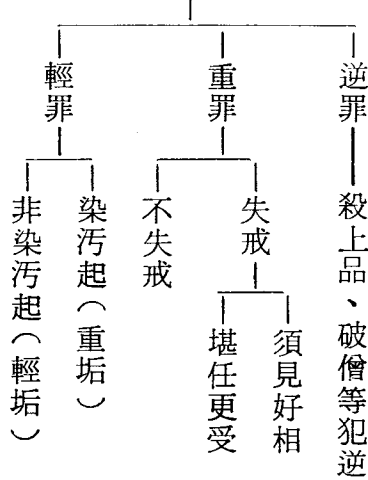 逆罪
殺上品、破僧等犯逆
重罪
失戒
須見好相
堪任更受
不失戒
輕罪
染汚起（重垢）
非染汚起（輕垢）